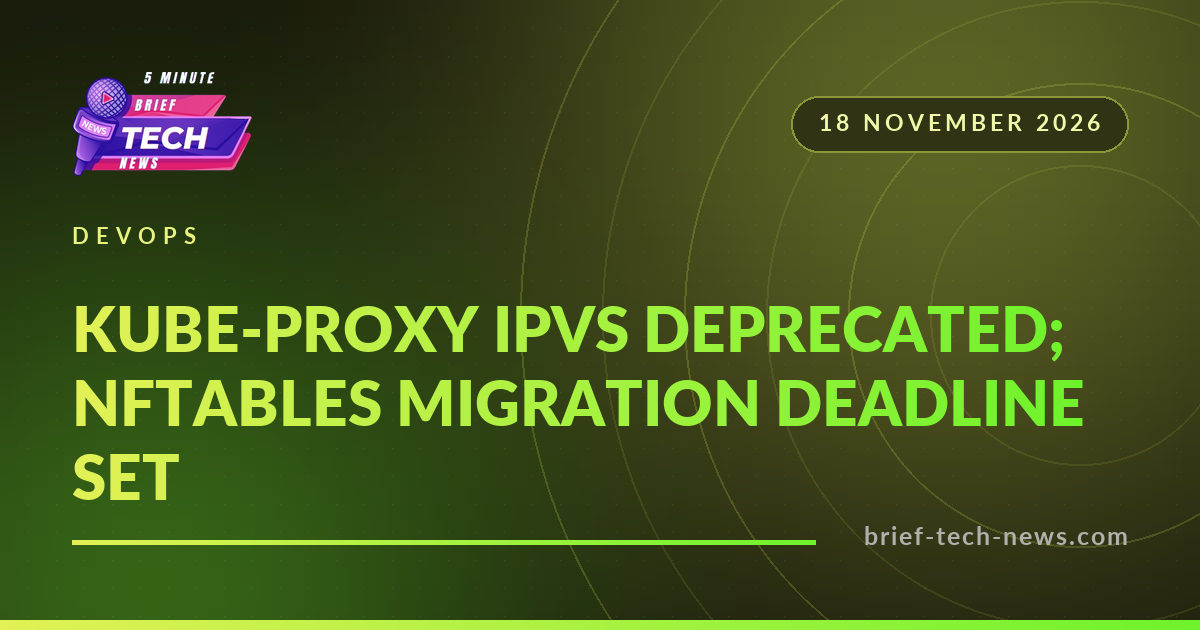 5 MINUTE
BRIEF
NEWS
TECH
NEWS
18 NOVEMBER 2026
DEVOPS
KUBE-PROXY IPVS DEPRECATED;
NFTABLES MIGRATION DEADLINE
SET
brief-tech-news.com